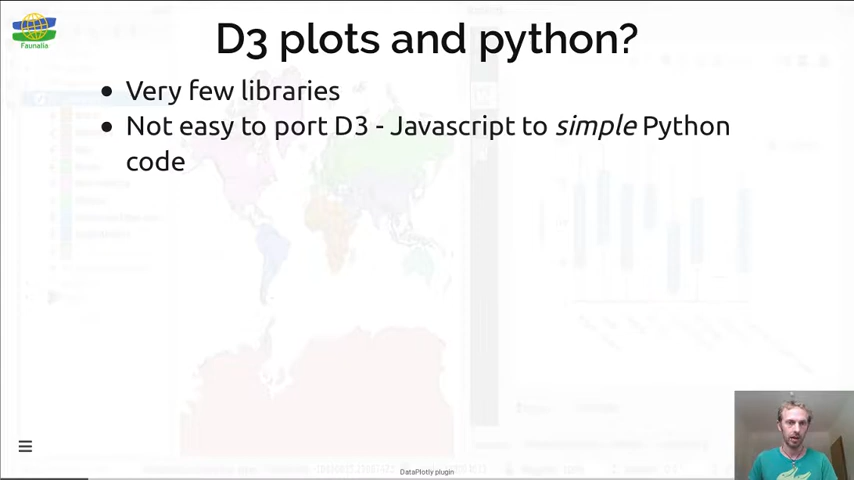 Faunalia
D3 plots and python?
Very few libraries
Not easy to port D3 - Javascript to simple Python
code
DataPlotly plugin